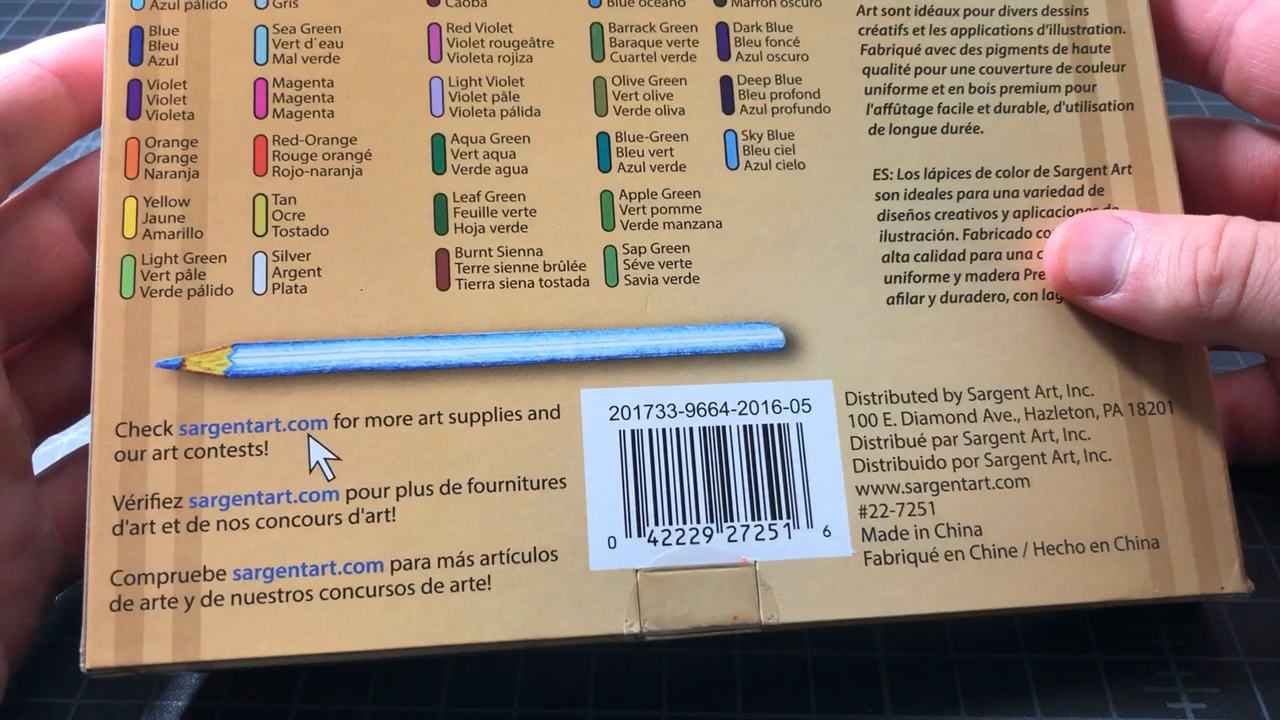 Azul pálido
Blue
Bleu
Azul
Violet
Violet
Violeta
Orange
Orange
Naranja
Yellow
Jaune
Amarillo
Light Green
Vert pâle
Verde pálido
Gris
Sea Green
Vert d`eau
Mal verde
Magenta
Magenta
Magenta
Red-Orange
Rouge orangé
Rojo-naranja
Tan
Ocre
Tostado
Silver
Argent
Plata
Caoba
Red Violet
Violet rougeâtre
Violeta rojiza
Light Violet
Violet pâle
Violeta pálida
Aqua Green
Vert aqua
Verde agua
Leaf Green
Feuille verte
Hoja verde
Burnt Sienna
Terre sienne brûlée
Tierra siena tostada
Blue océano
Barrack Green
Baraque verte
Cuartel verde
Olive Green
Vert olive
Verde oliva
Blue-Green
Bleu vert
Azul verde
Apple Green
Vert pomme
Verde manzana
Sap Green
Séve verte
Savia verde
Marrón oscuro
Dark Blue
Bleu foncé
Azul oscuro
Deep Blue
Bleu profond
Azul profundo
Sky Blue
Bleu ciel
Azul cielo
Art sont idéaux pour divers dessins
créatifs et les applications d'illustration.
Fabriqué avec des pigments de haute
qualité pour une couverture de couleur
uniforme et en bois premium pour
l'affûtage facile et durable, d'utilisation
de longue durée.
ES: Los lápices de color de Sargent Art
son ideales para una variedad de
diseños creativos y aplicaciones de
ilustración. Fabricado
alta calidad para una
uniforme y madera
afilar y duradero, con
Check sargentart.com for more art supplies and
our art contests!
Vérifiez sargentart.com pour plus de fournitures
d'art et de nos concours d'art!
Compruebe sargentart.com para más artículos
de arte y de nuestros concursos de arte!
201733-9664-2016-05
0 42229 27251 6
Distributed by Sargent Art, Inc.
100 E. Diamond Ave., Hazleton, PA 18201
Distribué par Sargent Art, Inc.
Distribuido por Sargent Art, Inc.
www.sargentart.com
#22-7251
Made in China
Fabriqué en Chine / Hecho en China